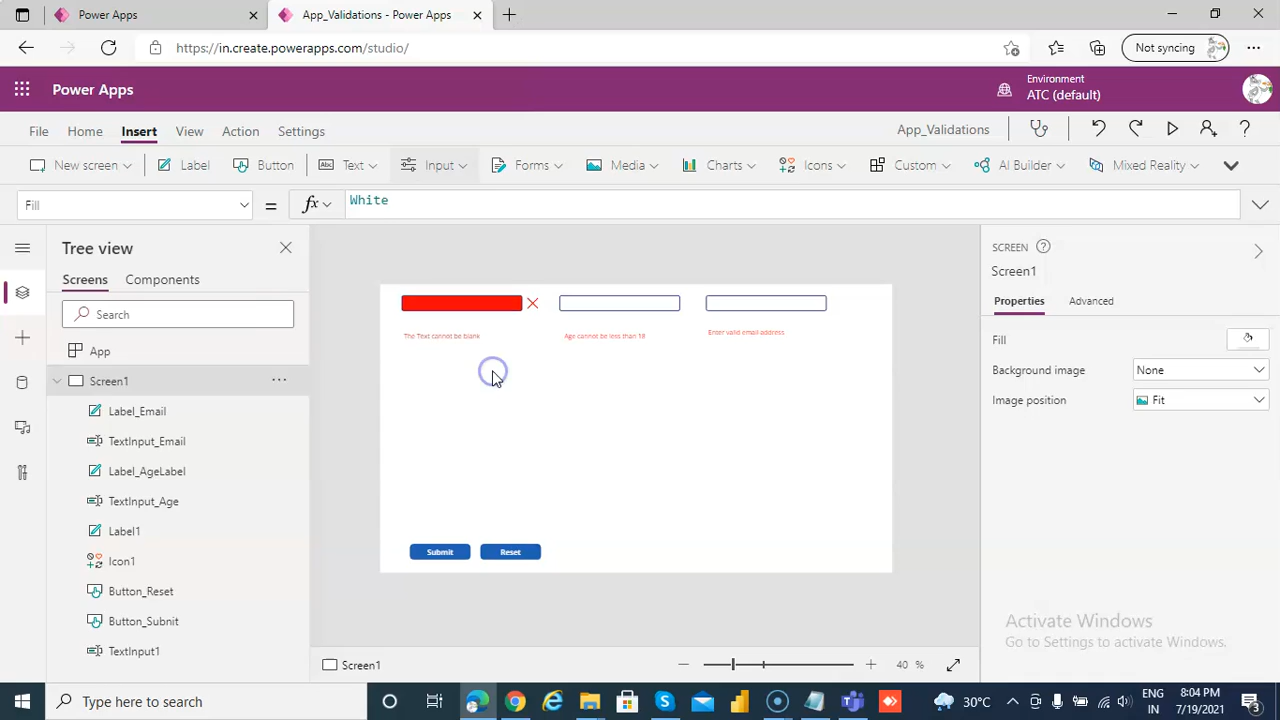 Power Apps
App_Validations - Power Apps
https://in.create.powerapps.com/studio/
Not syncing
Power Apps
Environment
ATC (default)
File
Home
Insert
View
Action
Settings
App_Validations
New screen
Label
Button
Abc
Text
Input
Forms
Media
Charts
Icons
Custom
AI Builder
Mixed Reality
Fill
=
fx
White
Tree view
Screens
Components
Search
App
Screen1
Label_Email
TextInput_Email
Label_AgeLabel
TextInput_Age
Label1
Icon1
Button_Reset
Button_Subnit
TextInput1
The Text cannot be blank
Age cannot be less than 18
Enter valid email address
Submit
Reset
SCREEN
Screen1
Properties
Advanced
Fill
Background image
None
Image position
Fit
Activate Windows
Go to Settings to activate Windows.
Screen1
40 %
Type here to search
30°C
ENG
IN
8:04 PM
7/19/2021
3